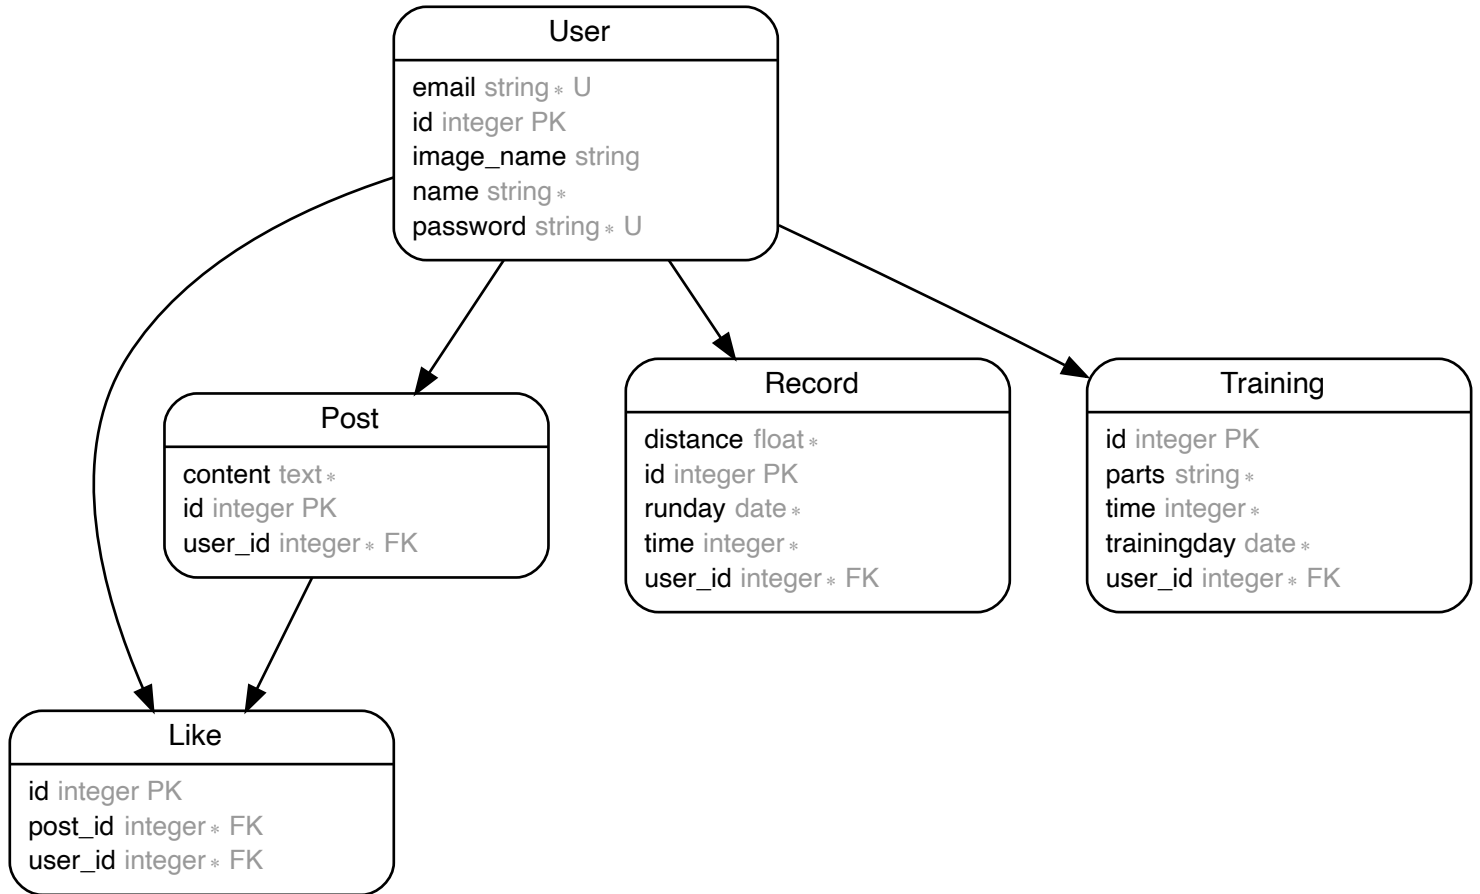 User
email string* U
id integer PK
image_name string
name string*
password string* U
Post
content text*
id integer PK
user_id integer* FK
Record
distance float*
id integer PK
runday date*
time integer*
user_id integer* FK
Training
id integer PK
parts string*
time integer*
trainingday date*
user_id integer* FK
Like
id integer PK
post_id integer* FK
user_id integer* FK